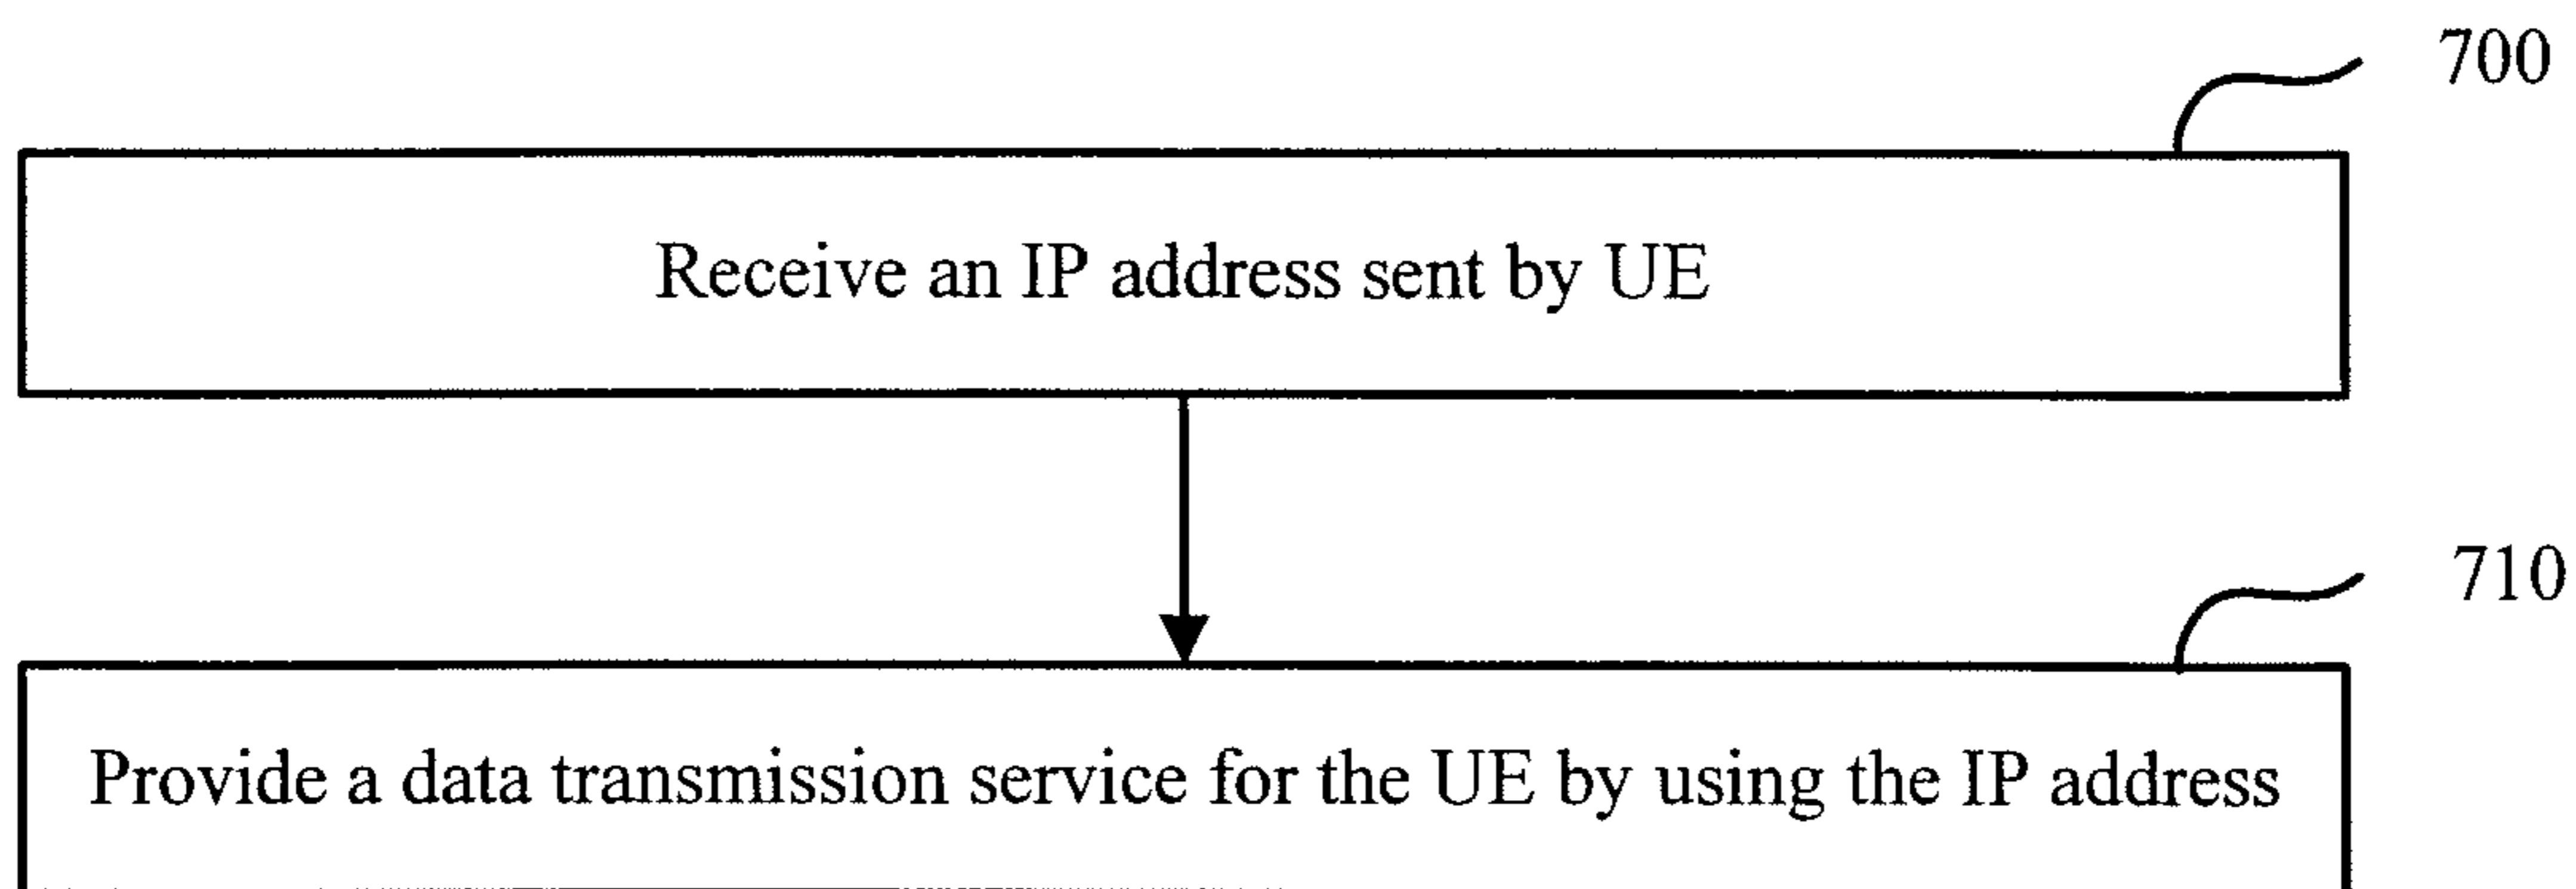 700
Receive an IP address sent by UE
710
Provide a data transmission service for the UE by using the IP address